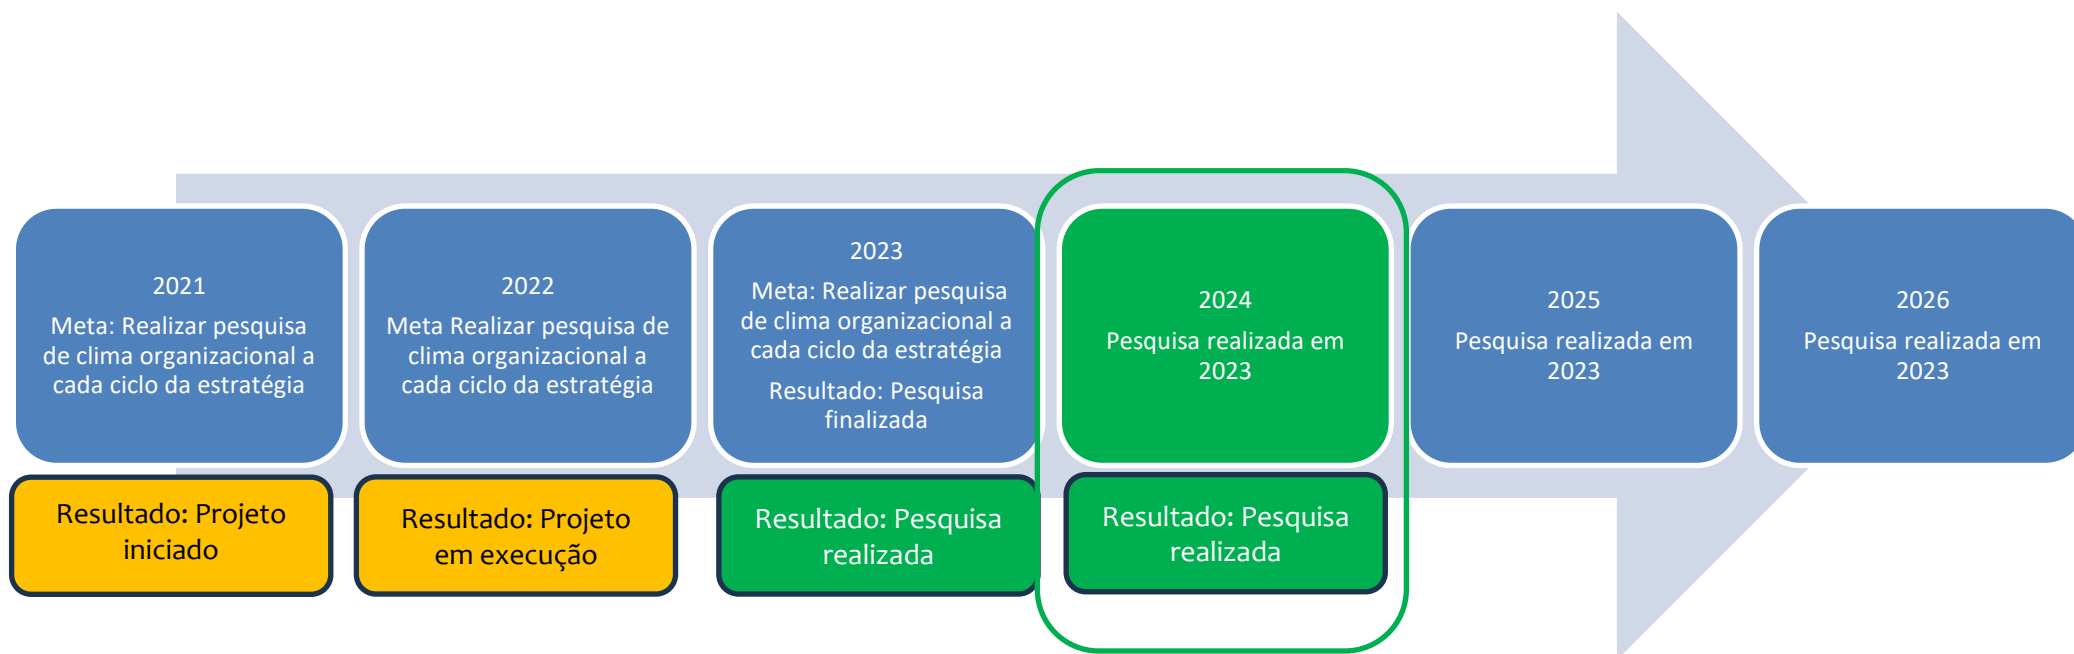 2021
Meta: Realizar pesquisa
de clima organizacional a
cada ciclo da estratégia
Resultado: Projeto
iniciado
2022
Meta Realizar pesquisa de
clima organizacional a
cada ciclo da estratégia
Resultado: Projeto
em execução
2023
Meta: Realizar pesquisa
de clima organizacional a
cada ciclo da estratégia
Resultado: Pesquisa
finalizada
Resultado: Pesquisa
realizada
2024
Pesquisa realizada em
2023
Resultado: Pesquisa
realizada
2025
Pesquisa realizada em
2023
2026
Pesquisa realizada em
2023